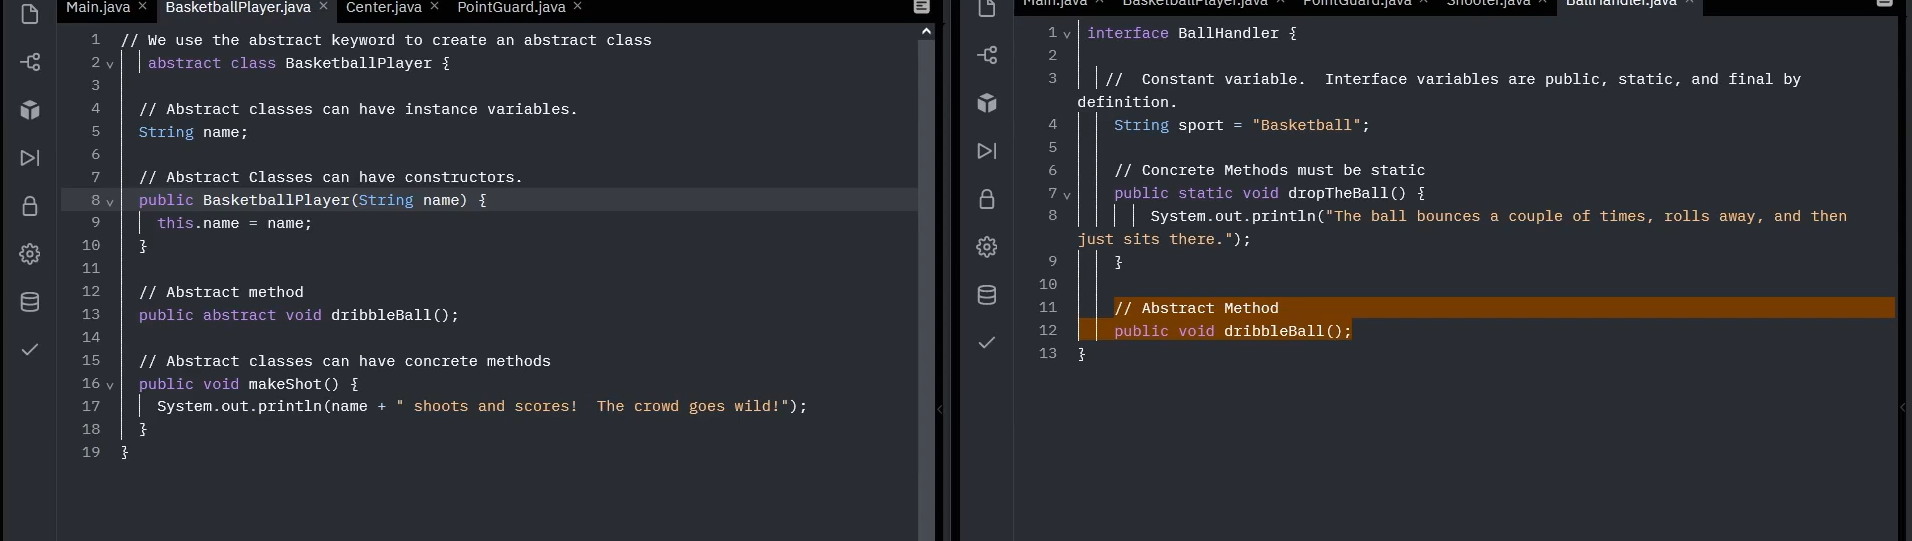 Main.java × BasketballPlayer.java × Center.java × PointGuard.java ×
1 // We use the abstract keyword to create an abstract class
2 abstract class BasketballPlayer {
3
4 // Abstract classes can have instance variables.
5 String name;
6
7 // Abstract Classes can have constructors.
8 public BasketballPlayer(String name) {
9 this.name = name;
10 }
11
12 // Abstract method
13 public abstract void dribbleBall();
14
15 // Abstract classes can have concrete methods
16 public void makeShot() {
17 System.out.println(name + " shoots and scores!  The crowd goes wild!");
18 }
19 }
Main.java × BasketballPlayer.java × PointGuard.java × Shooter.java × BallHandler.java ×
1 interface BallHandler {
2
3 //  Constant variable.  Interface variables are public, static, and final by
definition.
4 String sport = "Basketball";
5
6 // Concrete Methods must be static
7 public static void dropTheBall() {
8 System.out.println("The ball bounces a couple of times, rolls away, and then
just sits there.");
9 }
10
11 // Abstract Method
12 public void dribbleBall();
13 }